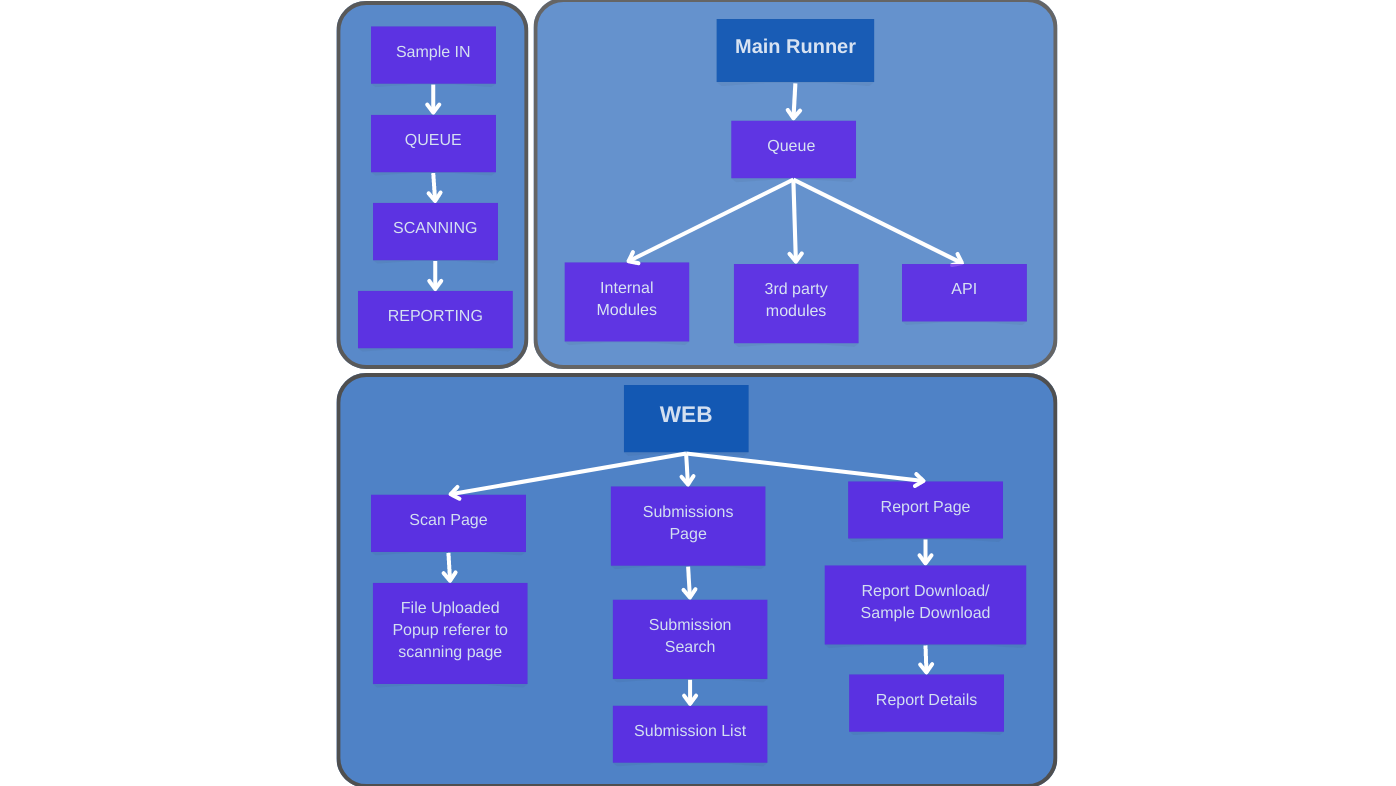 Sample IN
QUEUE
SCANNING
REPORTING
Main Runner
Queue
Internal
Modules
3rd party
modules
API
WEB
Scan Page
File Uploaded
Popup referer to
scanning page
Submissions
Page
Submission
Search
Submission List
Report Page
Report Download/
Sample Download
Report Details